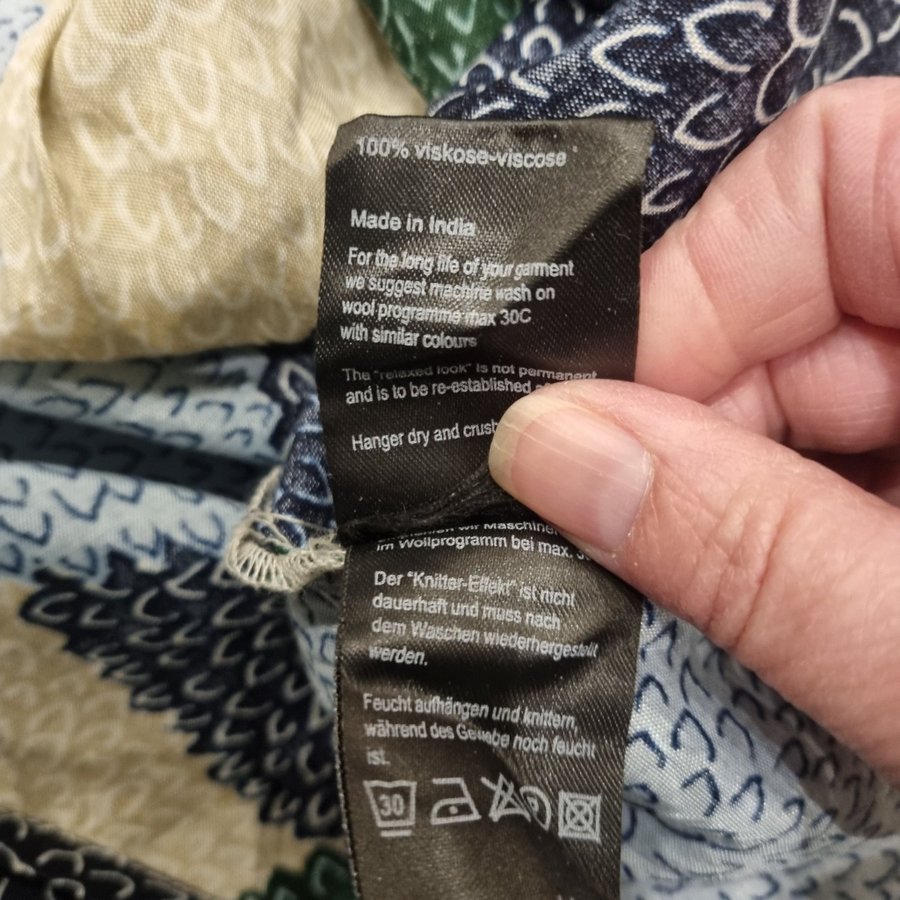 100% viskose-viscose
Made in India
For the long life of your garment
we suggest machine wash on
wool programme max 30C
with similar colours
The "relaxed look" is not permanent
and is to be re-established
Hanger dry and
wir
im Wollprogramm bei max.
Der "Knitter-Effekt" ist nicht
dauerhaft und muss nach
dem Waschen wiederhergestellt
werden.
Feucht aufhängen und knittern,
während des Gewebe noch feucht
ist.
30